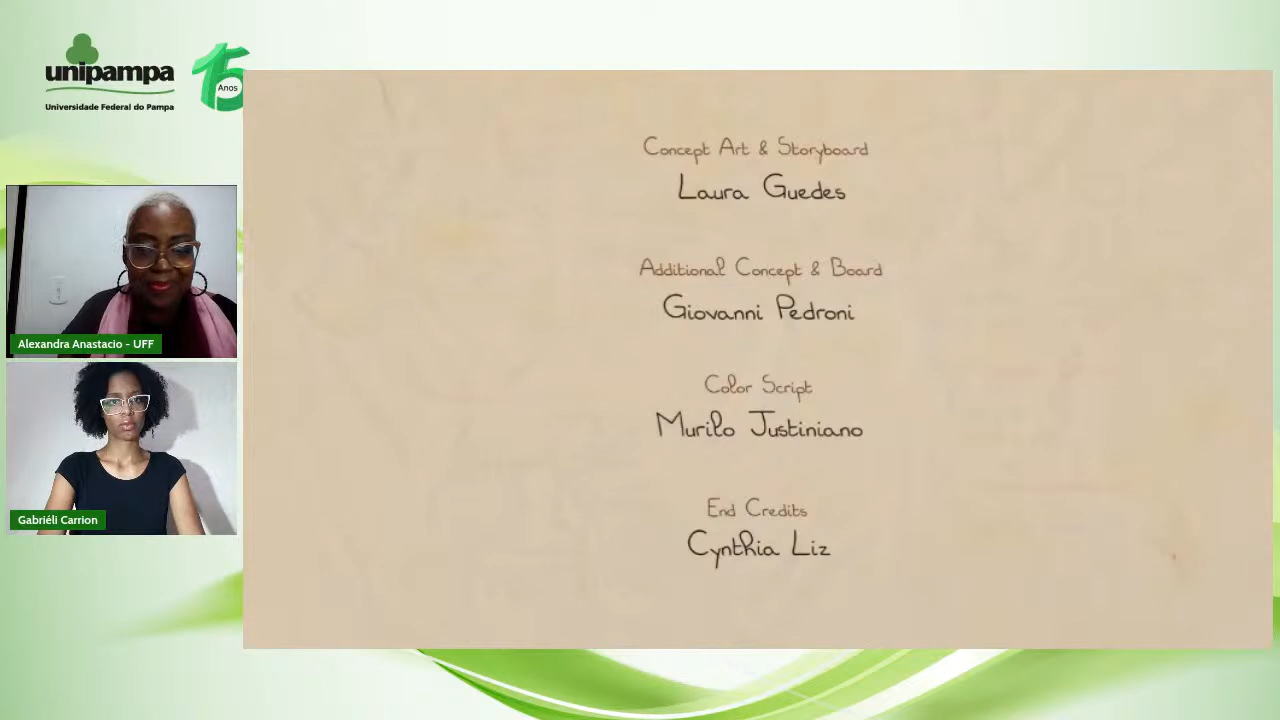 unipampa
Universidade Federal do Pampa
15
Anos
Alexandra Anastacio - UFF
Gabriéli Carrion
Concept Art & Storyboard
Laura Guedes
Additional Concept & Board
Giovanni Pedroni
Color Script
Murilo Justiniano
End Credits
Cynthia Liz